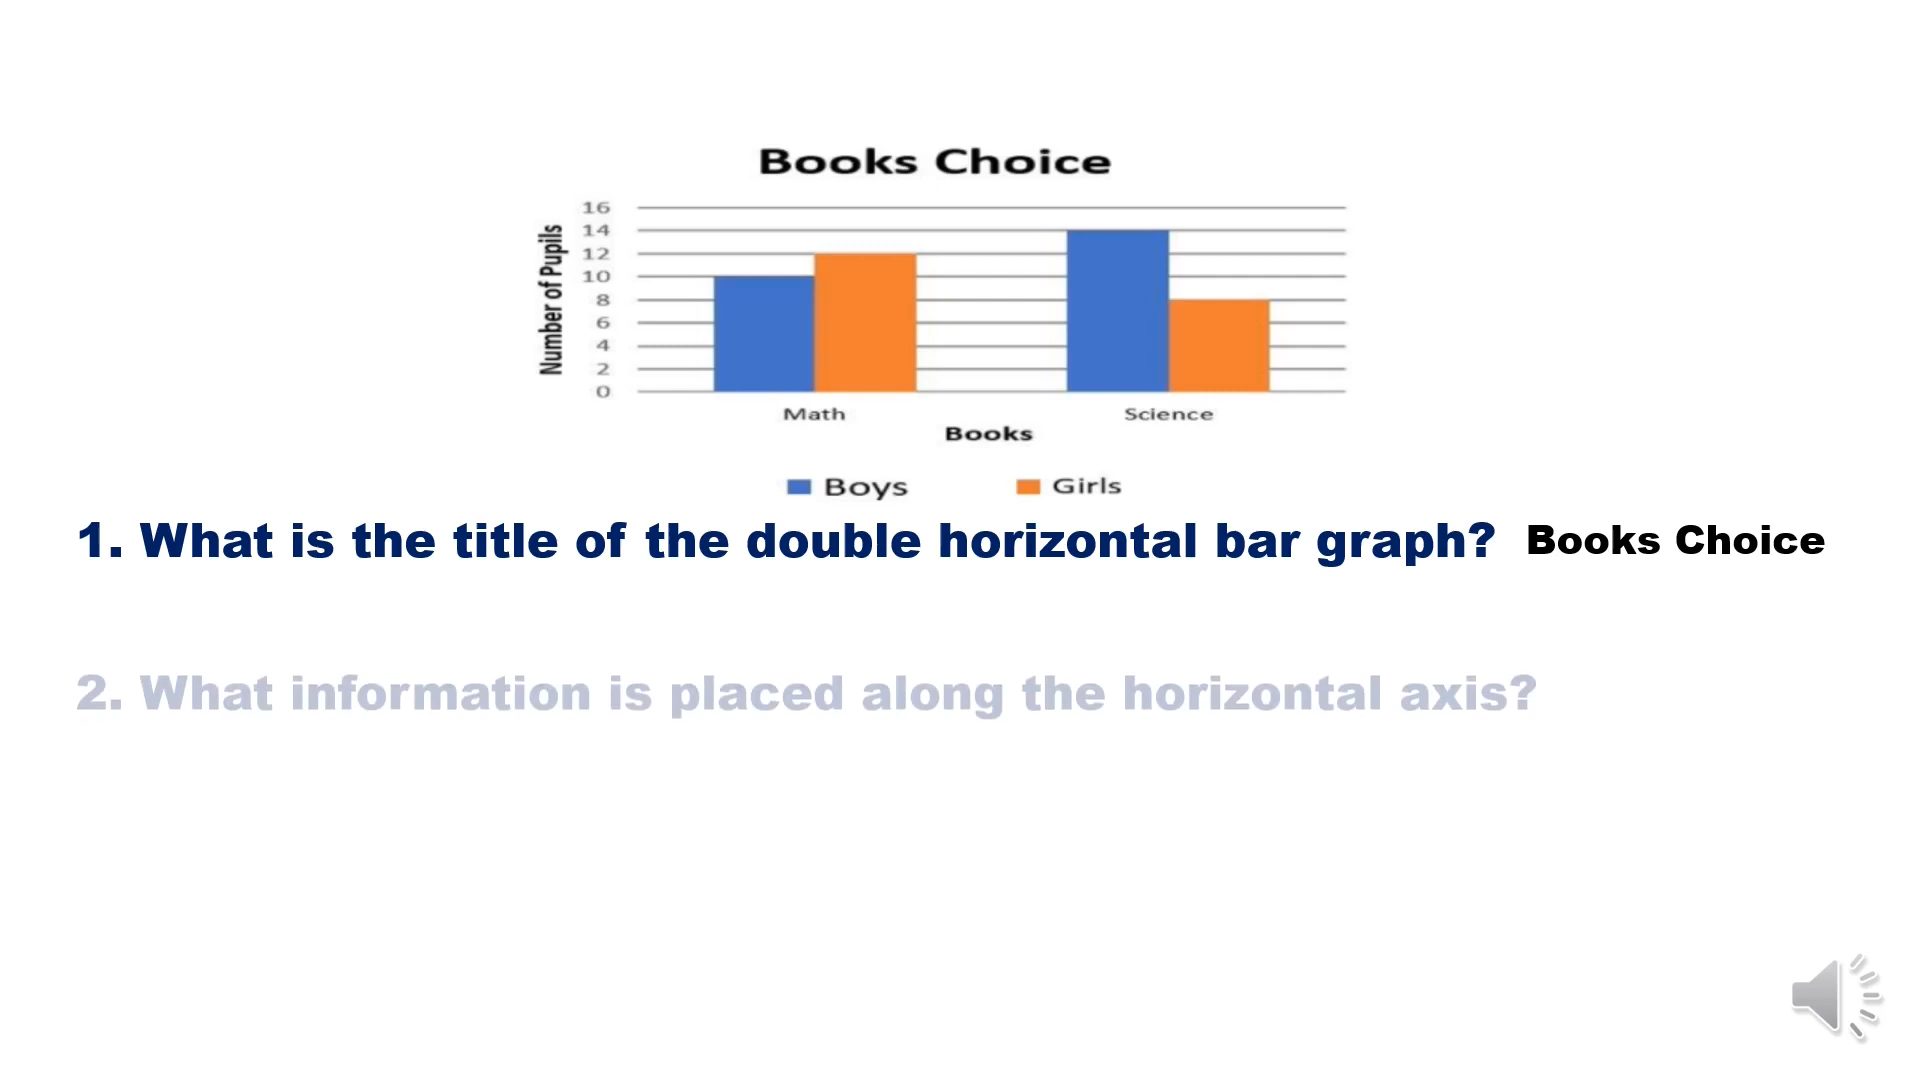 Books Choice
Number of Pupils
16
14
12
10
8
6
4
2
0
Math Science
Books
Boys Girls
1. What is the title of the double horizontal bar graph? Books Choice
2. What information is placed along the horizontal axis?